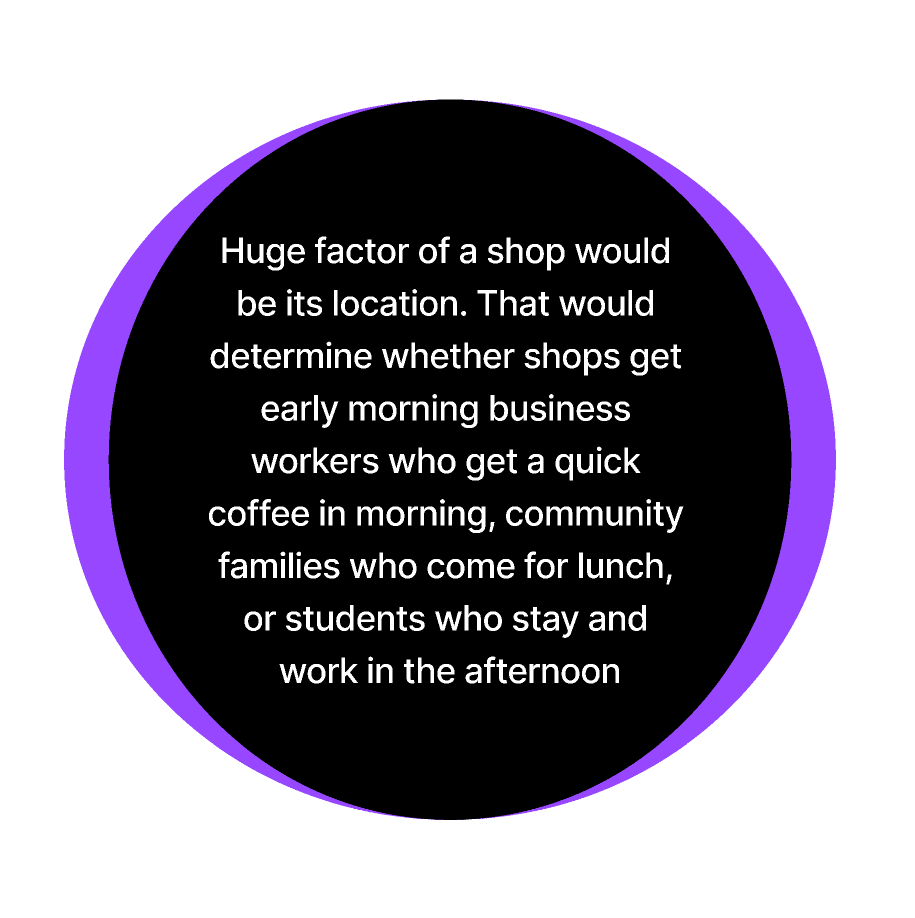 Huge factor of a shop would
be its location. That would
determine whether shops get
early morning business
workers who get a quick
coffee in morning, community
families who come for lunch,
or students who stay and
work in the afternoon